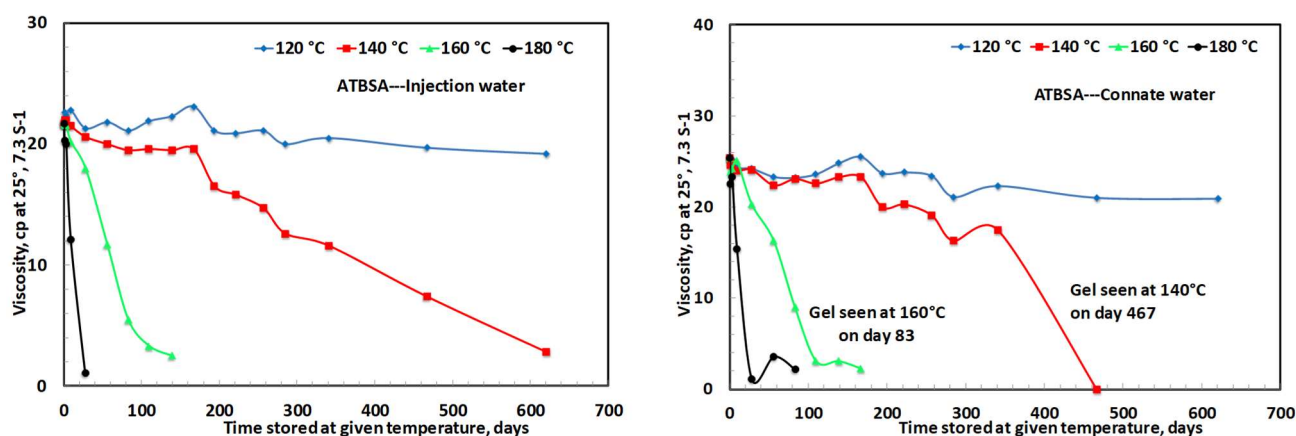 30
20
10
0
Viscosity, cp at 25°, 7.3 S-1
120 °C 140 °C 160 °C 180 °C
ATBSA---Injection water
0 100 200 300 400 500 600 700
Time stored at given temperature, days
40
30
20
10
0
Viscosity, cp at 25°, 7.3 S-1
120 °C 140 °C 160 °C 180 °C
ATBSA---Connate water
Gel seen at 160°C
on day 83
Gel seen at 140°C
on day 467
0 100 200 300 400 500 600 700
Time stored at given temperature, days